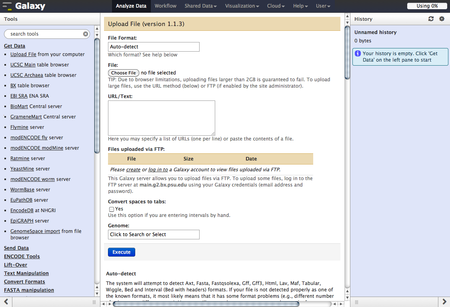 Galaxy
Analyze Data Workflow Shared Data Visualization Cloud Help User
Using 0%
Tools
search tools
Get Data
Upload File from your computer
UCSC Main table browser
UCSC Archaea table browser
BX table browser
EBI SRA ENA SRA
BioMart Central server
GrameneMart Central server
Flymine server
modENCODE fly server
modENCODE modMine server
Ratmine server
YeastMine server
modENCODE worm server
WormBase server
EuPathDB server
EncodeDB at NHGRI
EpiGRAPH server
GenomeSpace import from file browser
Send Data
ENCODE Tools
Lift-Over
Text Manipulation
Convert Formats
FASTA manipulation
Upload File (version 1.1.3)
File Format:
Auto-detect
Which format? See help below
File:
Choose File no file selected
TIP: Due to browser limitations, uploading files larger than 2GB is guaranteed to fail. To upload
large files, use the URL method (below) or FTP (if enabled by the site administrator).
URL/Text:
Here you may specify a list of URLs (one per line) or paste the contents of a file.
Files uploaded via FTP:
File Size Date
Please create or log in to a Galaxy account to view files uploaded via FTP.
This Galaxy server allows you to upload files via FTP. To upload some files, log in to the
FTP server at main.g2.bx.psu.edu using your Galaxy credentials (email address and
password).
Convert spaces to tabs:
Yes
Use this option if you are entering intervals by hand.
Genome:
Click to Search or Select
Execute
Auto-detect
The system will attempt to detect Axt, Fasta, Fastqsolexa, Gff, Gff3, Html, Lav, Maf, Tabular,
Wiggle, Bed and Interval (Bed with headers) formats. If your file is not detected properly as one of
the known formats, it most likely means that it has some format problems (e.g., different number
History
Unnamed history
0 bytes
Your history is empty. Click 'Get
Data' on the left pane to start